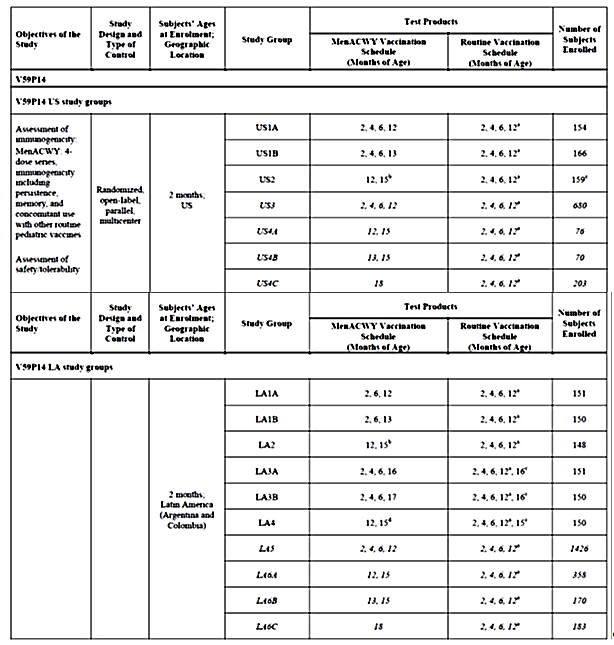 Objectives of the Study | Study Design and Type of Control | Subjects' Ages at Enrolment; Geographic Location | Study Group | Test Products | Number of Subjects Enrolled
MenACWY Vaccination Schedule (Months of Age) | Routine Vaccination Schedule (Months of Age)
V59P14
V59P14 US study groups
Assessment of immunogenicity: MenACWY: 4-dose series, immunogenicity including persistence, memory, and concomitant use with other routine pediatric vaccines
Assessment of safety/tolerability
Randomized, open-label, parallel, multicenter
2 months; US
US1A | 2, 4, 6, 12 | 2, 4, 6, 12ª | 154
US1B | 2, 4, 6, 13 | 2, 4, 6, 12ª | 166
US2 | 12, 15ᵇ | 2, 4, 6, 12ª | 159ᶜ
US3 | 2, 4, 6, 12 | 2, 4, 6, 12ª | 680
US4A | 12, 15 | 2, 4, 6, 12ª | 76
US4B | 13, 15 | 2, 4, 6, 12ª | 70
US4C | 18 | 2, 4, 6, 12ª | 203
Objectives of the Study | Study Design and Type of Control | Subjects' Ages at Enrolment; Geographic Location | Study Group | Test Products | Number of Subjects Enrolled
MenACWY Vaccination Schedule (Months of Age) | Routine Vaccination Schedule (Months of Age)
V59P14 LA study groups
2 months; Latin America (Argentina and Colombia)
LA1A | 2, 6, 12 | 2, 4, 6, 12ª | 151
LA1B | 2, 6, 13 | 2, 4, 6, 12ª | 150
LA2 | 12, 15ᵇ | 2, 4, 6, 12ª | 148
LA3A | 2, 4, 6, 16 | 2, 4, 6, 12ª, 16ᶜ | 151
LA3B | 2, 4, 6, 17 | 2, 4, 6, 12ª, 16ᶜ | 150
LA4 | 12, 15ᵈ | 2, 4, 6, 12ª, 15ᶜ | 150
LA5 | 2, 4, 6, 12 | 2, 4, 6, 12ª | 1426
LA6A | 12, 15 | 2, 4, 6, 12ª | 358
LA6B | 13, 15 | 2, 4, 6, 12ª | 170
LA6C | 18 | 2, 4, 6, 12ª | 183